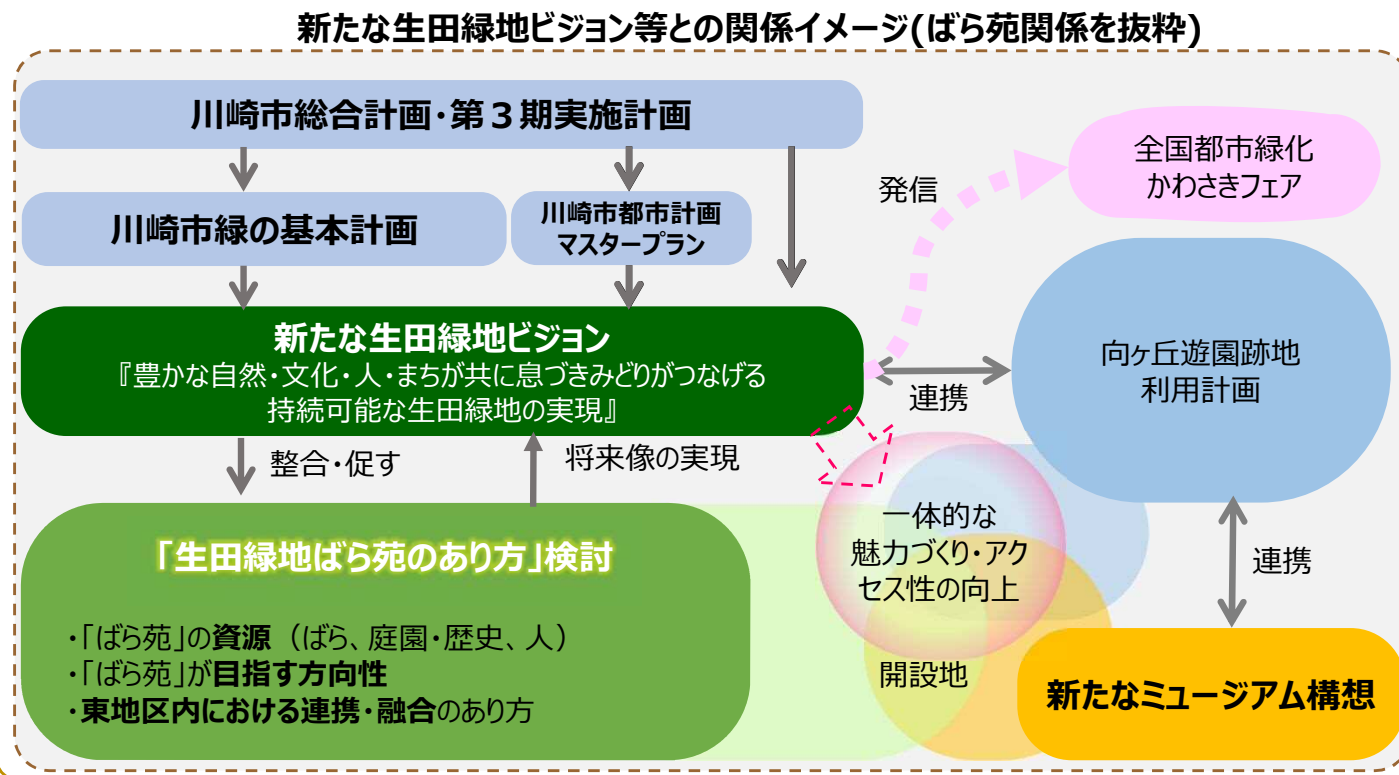 新たな生田緑地ビジョン等との関係イメージ(ばら苑関係を抜粋)
川崎市総合計画・第３期実施計画
川崎市緑の基本計画
川崎市都市計画
マスタープラン
発信
全国都市緑化
かわさきフェア
新たな生田緑地ビジョン
『豊かな自然・文化・人・まちが共に息づきみどりがつなげる
持続可能な生田緑地の実現』
連携
向ヶ丘遊園跡地
利用計画
整合・促す
将来像の実現
「生田緑地ばら苑のあり方」検討
・「ばら苑」の資源（ばら、庭園・歴史、人）
・「ばら苑」が目指す方向性
・東地区内における連携・融合のあり方
一体的な
魅力づくり・アク
セス性の向上
連携
開設地
新たなミュージアム構想